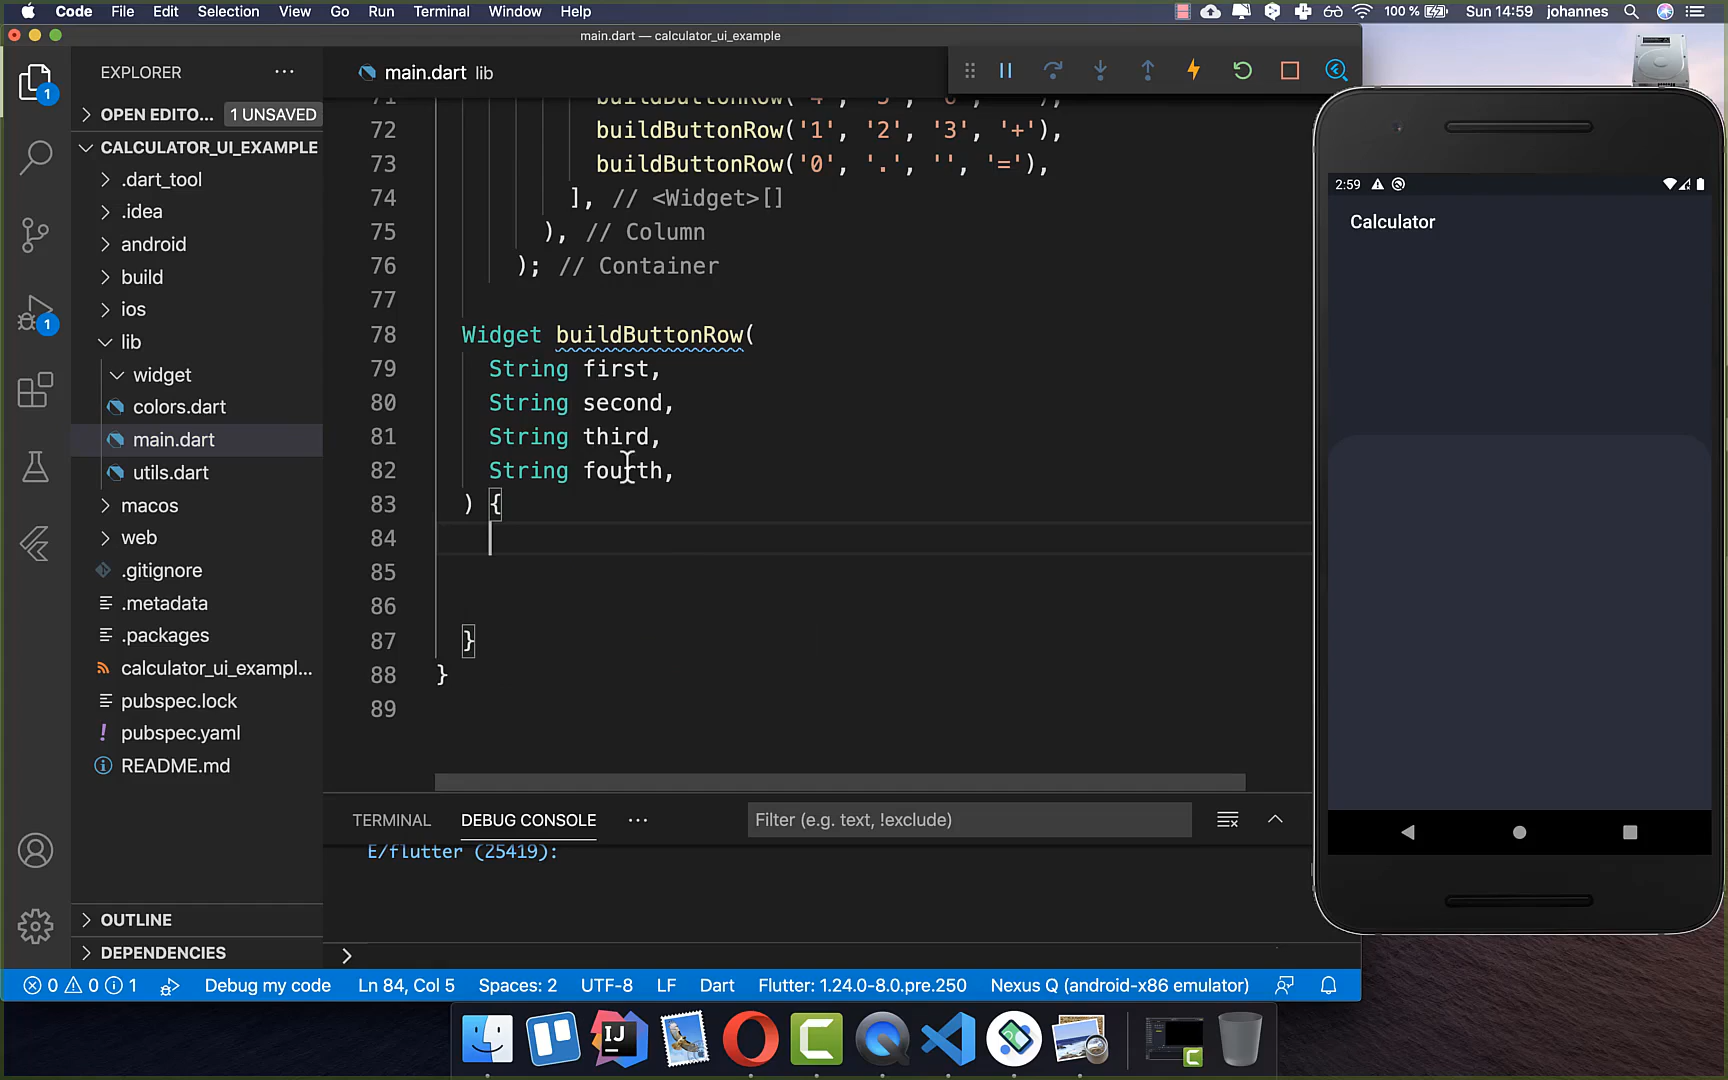 Code File Edit Selection View Go Run Terminal Window Help 100 % Sun 14:59 johannes
main.dart — calculator_ui_example
EXPLORER
main.dart lib
OPEN EDITO... 1 UNSAVED
CALCULATOR_UI_EXAMPLE
.dart_tool
.idea
android
build
ios
lib
widget
colors.dart
main.dart
utils.dart
macos
web
.gitignore
.metadata
.packages
calculator_ui_exampl...
pubspec.lock
pubspec.yaml
README.md
OUTLINE
DEPENDENCIES
1
1
72 buildButtonRow('1', '2', '3', '+'),
73 buildButtonRow('0', '.', '', '='),
74 ], // <Widget>[]
75 ), // Column
76 ); // Container
77
78 Widget buildButtonRow(
79 String first,
80 String second,
81 String third,
82 String fourth,
83 ) {
84
85
86
87 }
88 }
89
TERMINAL DEBUG CONSOLE Filter (e.g. text, !exclude)
E/flutter (25419):
0 0 1 Debug my code Ln 84, Col 5 Spaces: 2 UTF-8 LF Dart Flutter: 1.24.0-8.0.pre.250 Nexus Q (android-x86 emulator)
2:59
Calculator